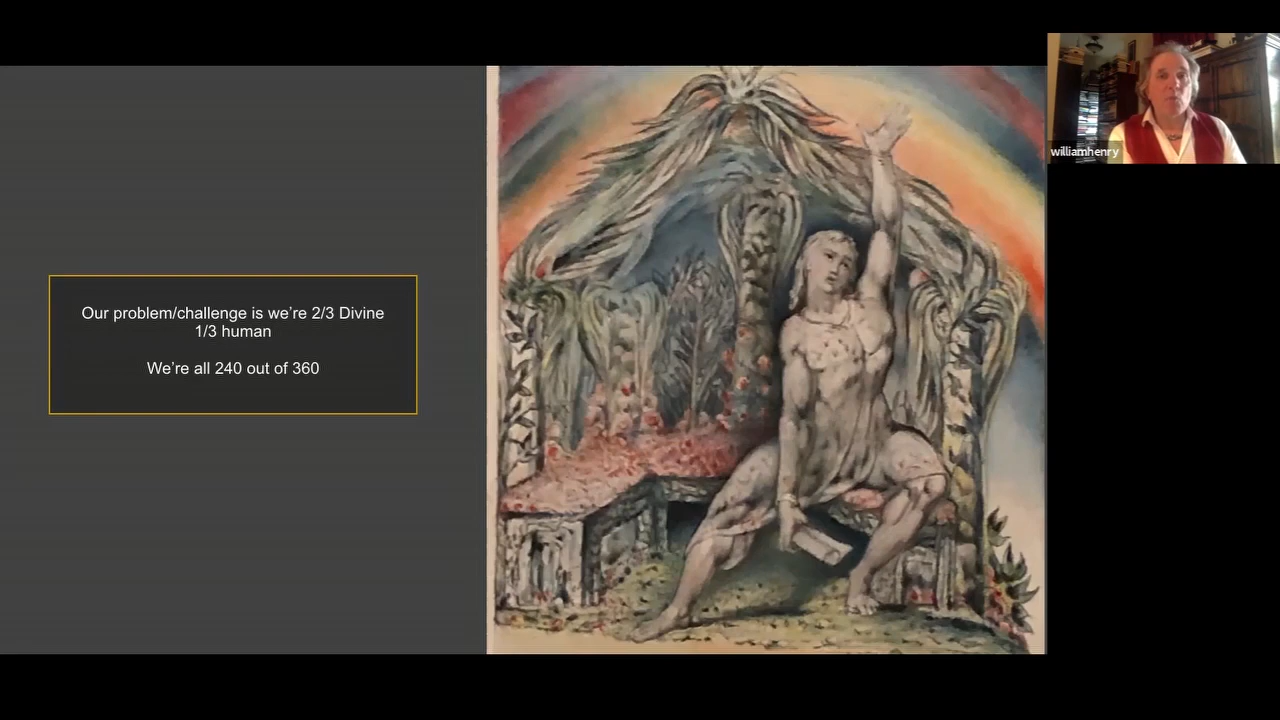 Our problem/challenge is we’re 2/3 Divine
1/3 human
We’re all 240 out of 360
williamhenry